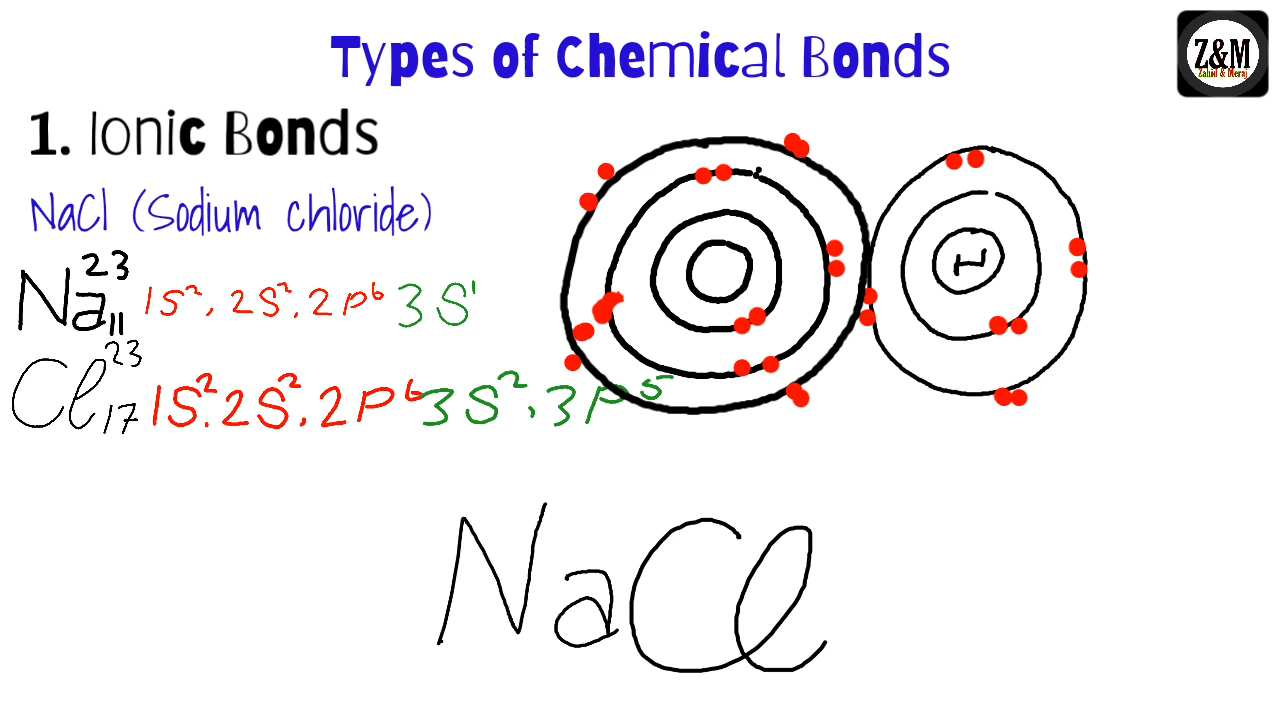 Types of Chemical Bonds
Z&M
Zahid & Meraj
1. Ionic Bonds
NaCl (Sodium chloride)
Na 23 11 1s², 2s², 2p⁶ 3s¹
Cl 23 17 1s². 2s², 2p⁶ 3s², 3p⁵
NaCl